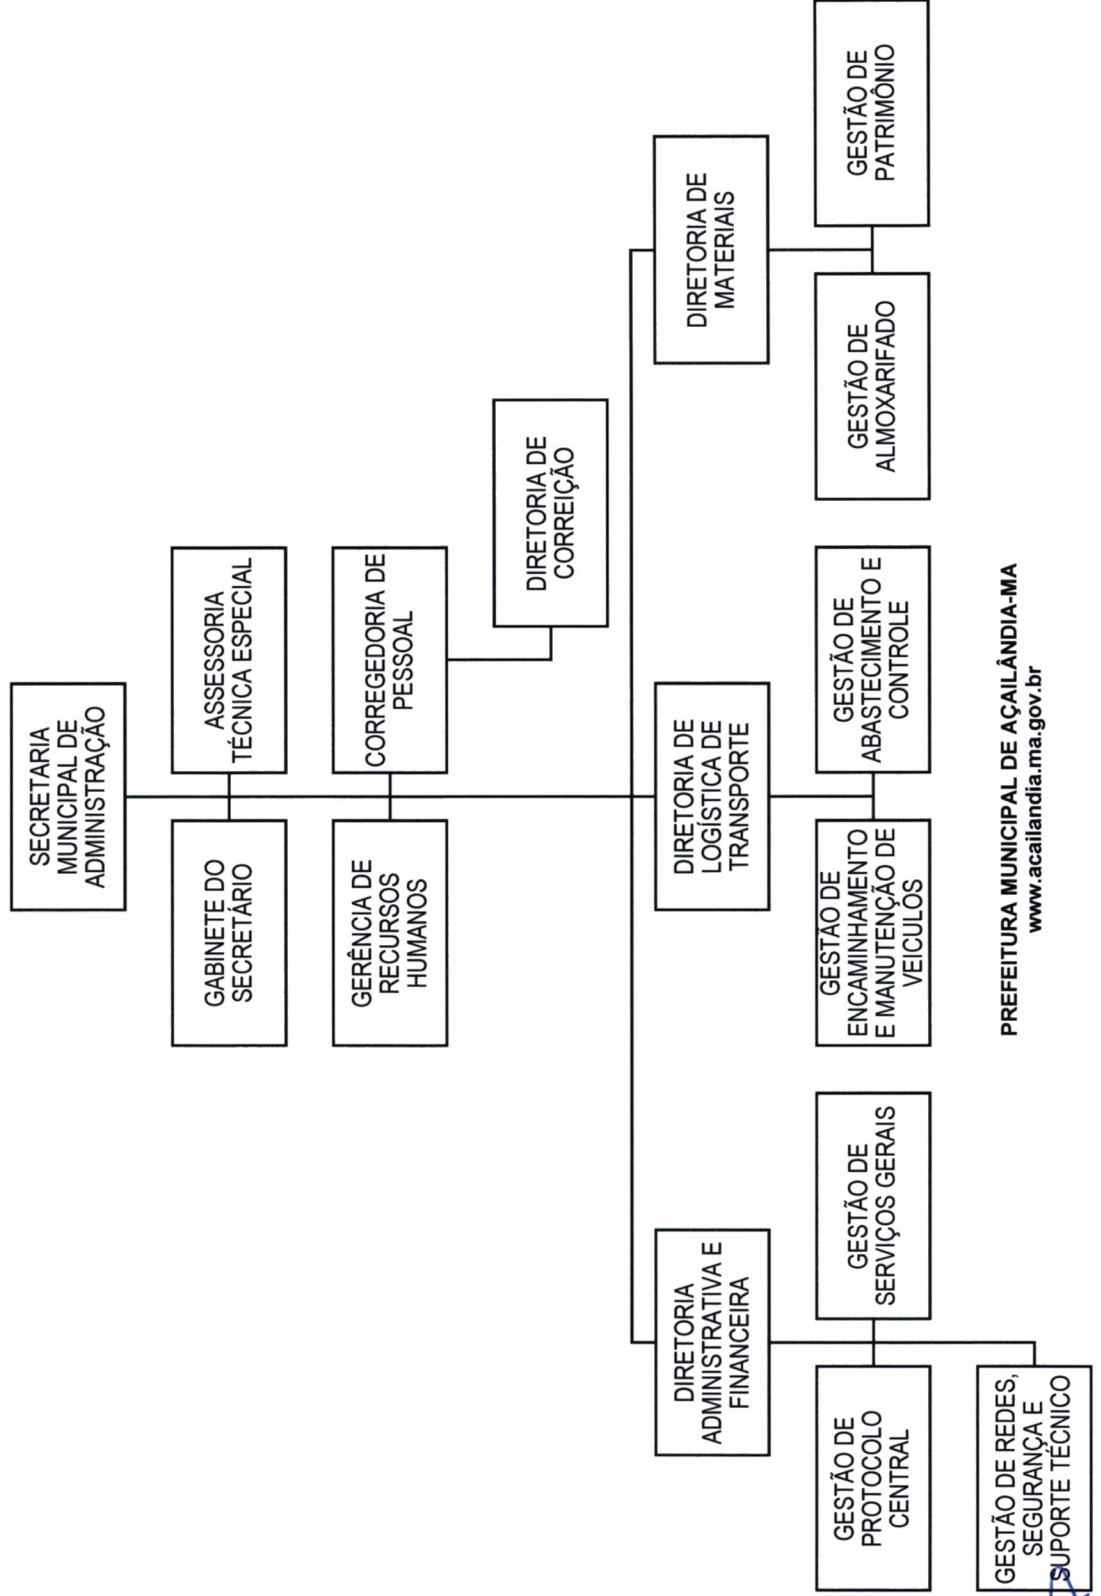 SECRETARIA
MUNICIPAL DE
ADMINISTRAÇÃO
GABINETE DO
SECRETÁRIO
ASSESSORIA
TÉCNICA ESPECIAL
GERÊNCIA DE
RECURSOS
HUMANOS
CORREGEDORIA DE
PESSOAL
DIRETORIA DE
CORREIÇÃO
DIRETORIA
ADMINISTRATIVA E
FINANCEIRA
DIRETORIA DE
LOGÍSTICA DE
TRANSPORTE
DIRETORIA DE
MATERIAIS
GESTÃO DE
PROTOCOLO
CENTRAL
GESTÃO DE
SERVIÇOS GERAIS
GESTÃO DE
ENCAMINHAMENTO
E MANUTENÇÃO DE
VEICULOS
GESTÃO DE
ABASTECIMENTO E
CONTROLE
GESTÃO DE
ALMOXARIFADO
GESTÃO DE
PATRIMÔNIO
GESTÃO DE REDES,
SEGURANÇA E
SUPORTE TÉCNICO
PREFEITURA MUNICIPAL DE AÇAILÂNDIA-MA
www.acailandia.ma.gov.br